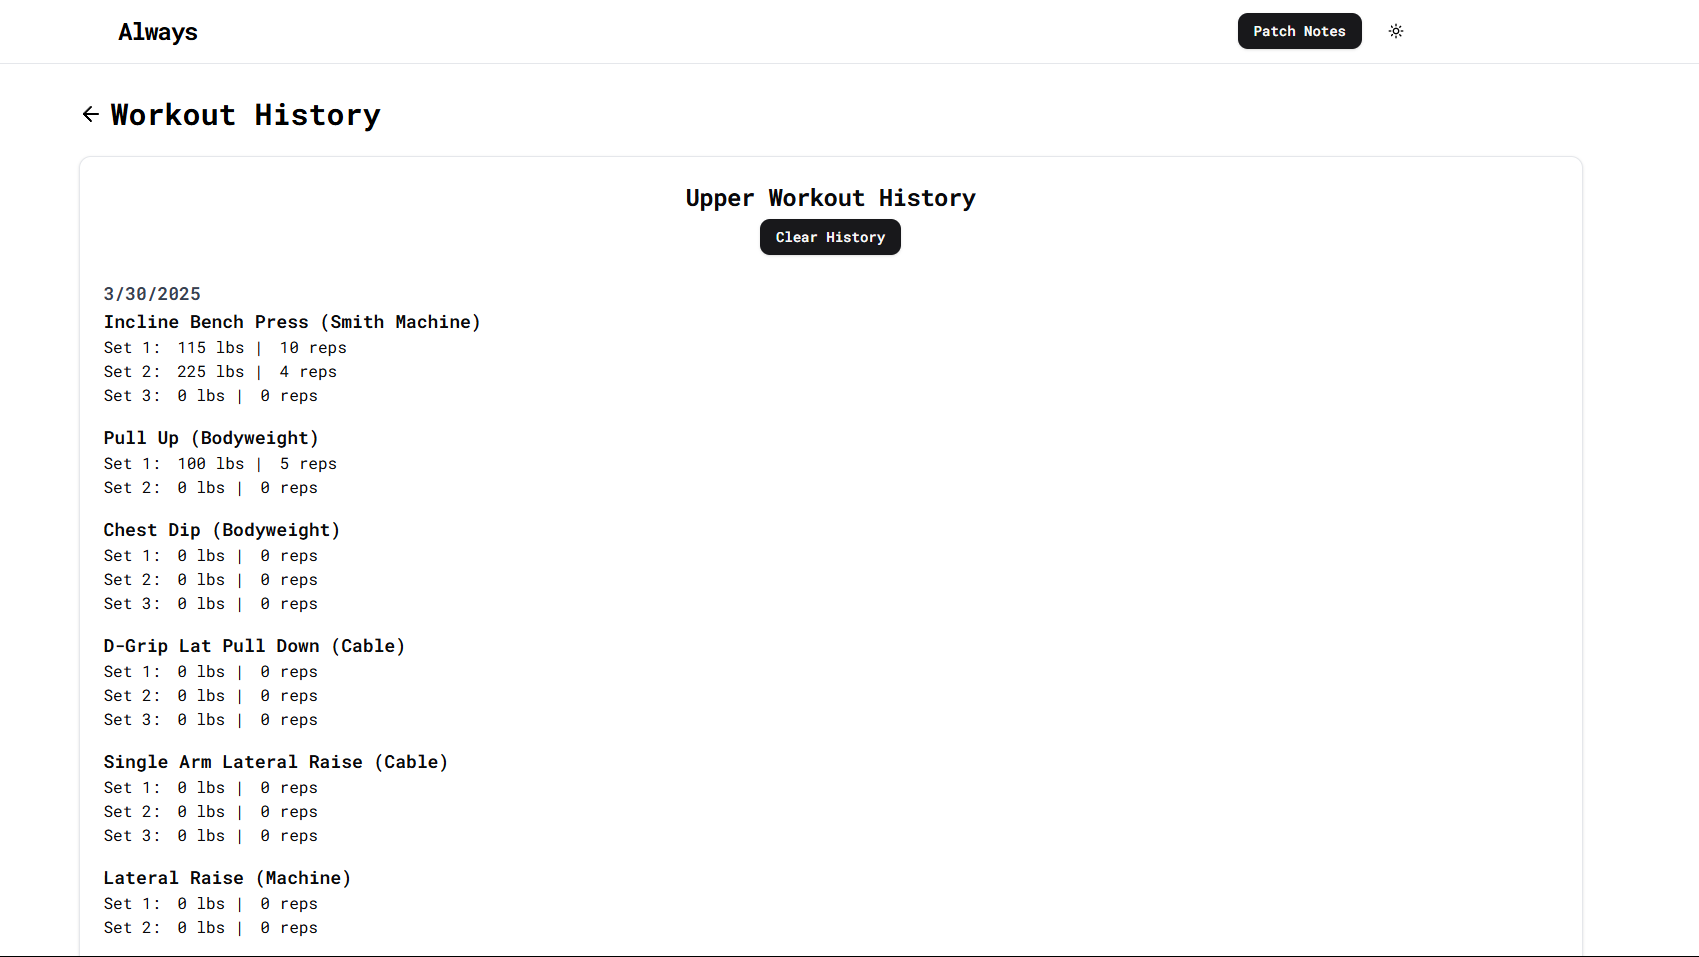 Always
Patch Notes
Workout History
Upper Workout History
Clear History
3/30/2025
Incline Bench Press (Smith Machine)
Set 1: 115 lbs | 10 reps
Set 2: 225 lbs | 4 reps
Set 3: 0 lbs | 0 reps
Pull Up (Bodyweight)
Set 1: 100 lbs | 5 reps
Set 2: 0 lbs | 0 reps
Chest Dip (Bodyweight)
Set 1: 0 lbs | 0 reps
Set 2: 0 lbs | 0 reps
Set 3: 0 lbs | 0 reps
D-Grip Lat Pull Down (Cable)
Set 1: 0 lbs | 0 reps
Set 2: 0 lbs | 0 reps
Set 3: 0 lbs | 0 reps
Single Arm Lateral Raise (Cable)
Set 1: 0 lbs | 0 reps
Set 2: 0 lbs | 0 reps
Set 3: 0 lbs | 0 reps
Lateral Raise (Machine)
Set 1: 0 lbs | 0 reps
Set 2: 0 lbs | 0 reps